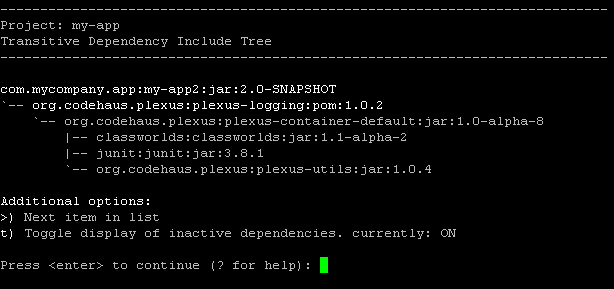 --------------------------------------------------------------------------------
Project: my-app
Transitive Dependency Include Tree
--------------------------------------------------------------------------------
com.mycompany.app:my-app2:jar:2.0-SNAPSHOT
`-- org.codehaus.plexus:plexus-logging:pom:1.0.2
`-- org.codehaus.plexus:plexus-container-default:jar:1.0-alpha-8
|-- classworlds:classworlds:jar:1.1-alpha-2
|-- junit:junit:jar:3.8.1
`-- org.codehaus.plexus:plexus-utils:jar:1.0.4
Additional options:
>) Next item in list
t) Toggle display of inactive dependencies. currently: ON
Press <enter> to continue (? for help):